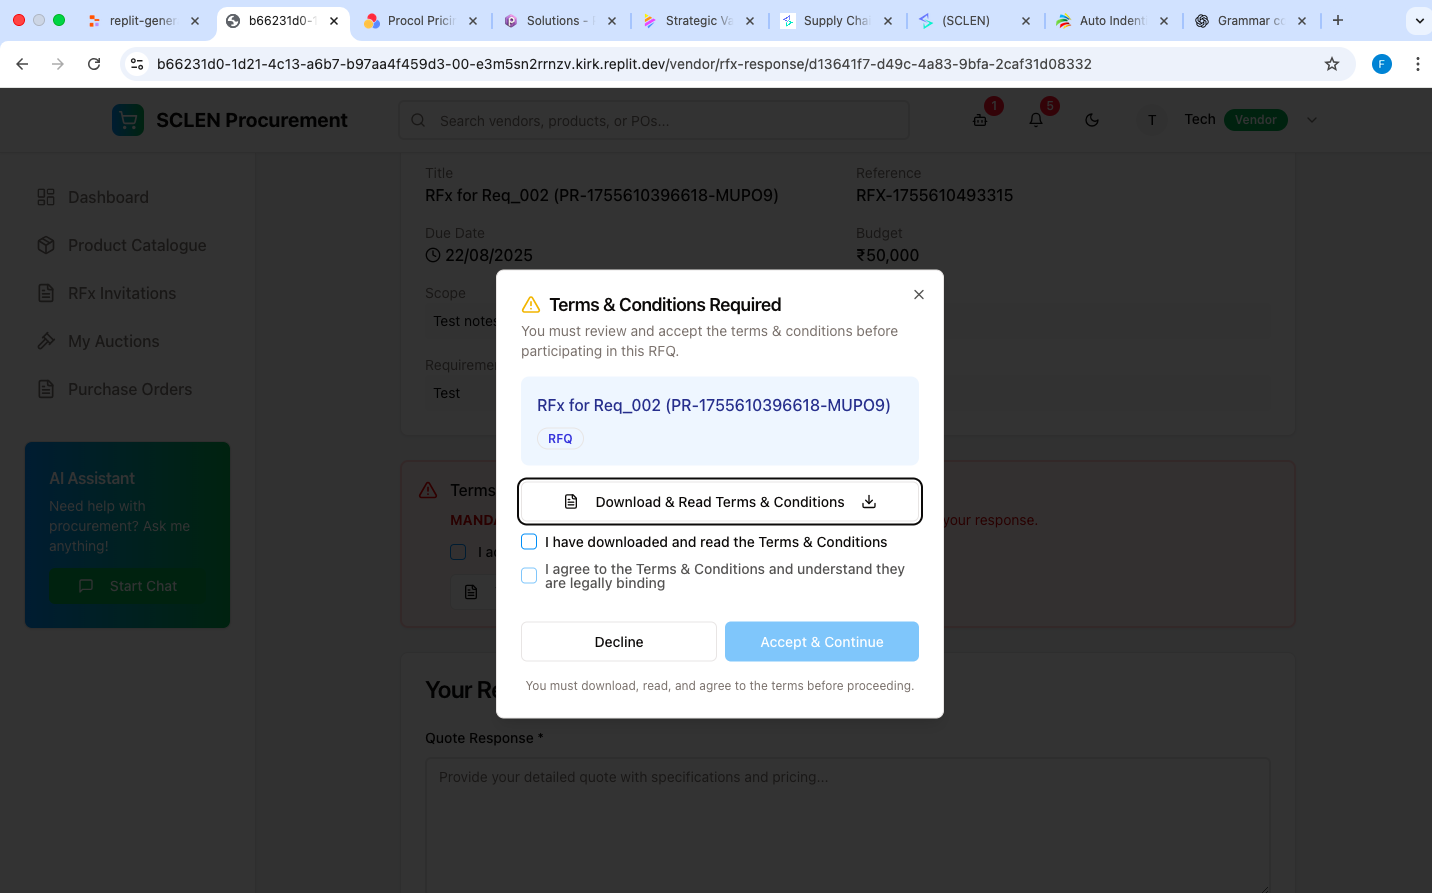 replit-gener
b66231d0-1
Procol Pricin
Solutions -
Strategic Va
Supply Chai
(SCLEN)
Auto Indent
Grammar co
b66231d0-1d21-4c13-a6b7-b97aa4f459d3-00-e3m5sn2rrnzv.kirk.replit.dev/vendor/rfx-response/d13641f7-d49c-4a83-9bfa-2caf31d08332
F
SCLEN Procurement
Search vendors, products, or POs...
1
5
T
Tech
Vendor
Dashboard
Product Catalogue
RFx Invitations
My Auctions
Purchase Orders
AI Assistant
Need help with
procurement? Ask me
anything!
Start Chat
Title
RFx for Req_002 (PR-1755610396618-MUPO9)
Reference
RFX-1755610493315
Due Date
22/08/2025
Budget
₹50,000
Scope
Test notes
Requiremen
Test
Terms
MANDA
your response.
I a
Terms & Conditions Required
You must review and accept the terms & conditions before
participating in this RFQ.
RFx for Req_002 (PR-1755610396618-MUPO9)
RFQ
Download & Read Terms & Conditions
I have downloaded and read the Terms & Conditions
I agree to the Terms & Conditions and understand they
are legally binding
Decline
Accept & Continue
You must download, read, and agree to the terms before proceeding.
Your Re
Quote Response *
Provide your detailed quote with specifications and pricing...